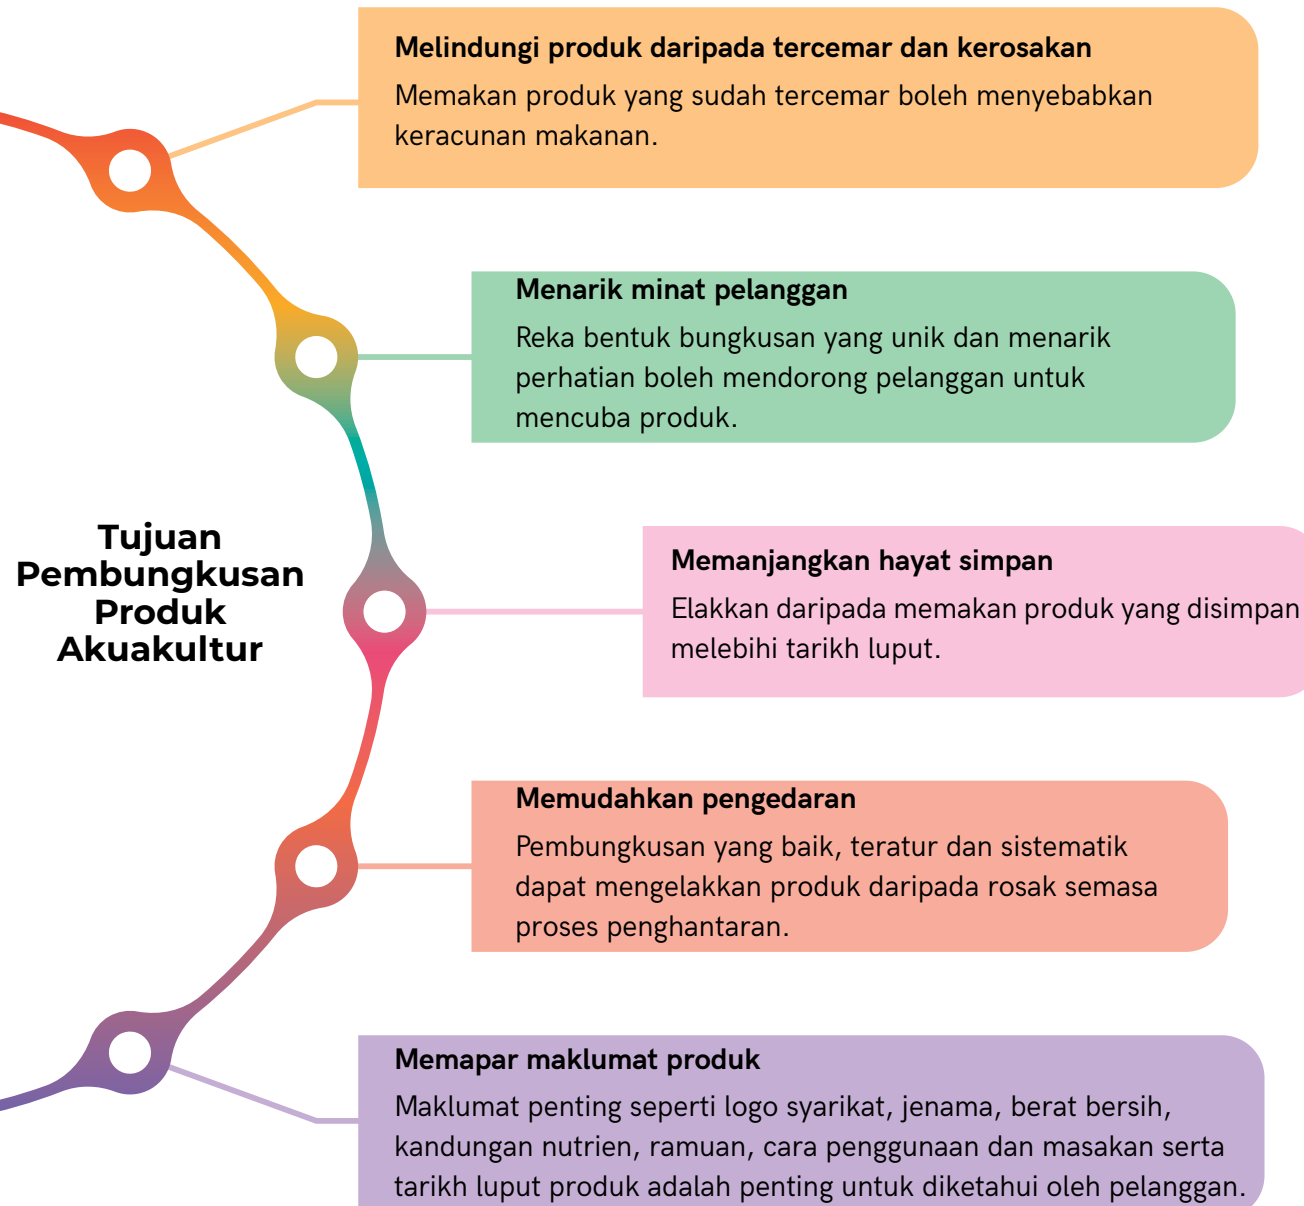 Melindungi produk daripada tercemar dan kerosakan
Memakan produk yang sudah tercemar boleh menyebabkan
keracunan makanan.
Menarik minat pelanggan
Reka bentuk bungkusan yang unik dan menarik
perhatian boleh mendorong pelanggan untuk
mencuba produk.
Tujuan
Pembungkusan
Produk
Akuakultur
Memanjangkan hayat simpan
Elakkan daripada memakan produk yang disimpan
melebihi tarikh luput.
Memudahkan pengedaran
Pembungkusan yang baik, teratur dan sistematik
dapat mengelakkan produk daripada rosak semasa
proses penghantaran.
Memapar maklumat produk
Maklumat penting seperti logo syarikat, jenama, berat bersih,
kandungan nutrien, ramuan, cara penggunaan dan masakan serta
tarikh luput produk adalah penting untuk diketahui oleh pelanggan.